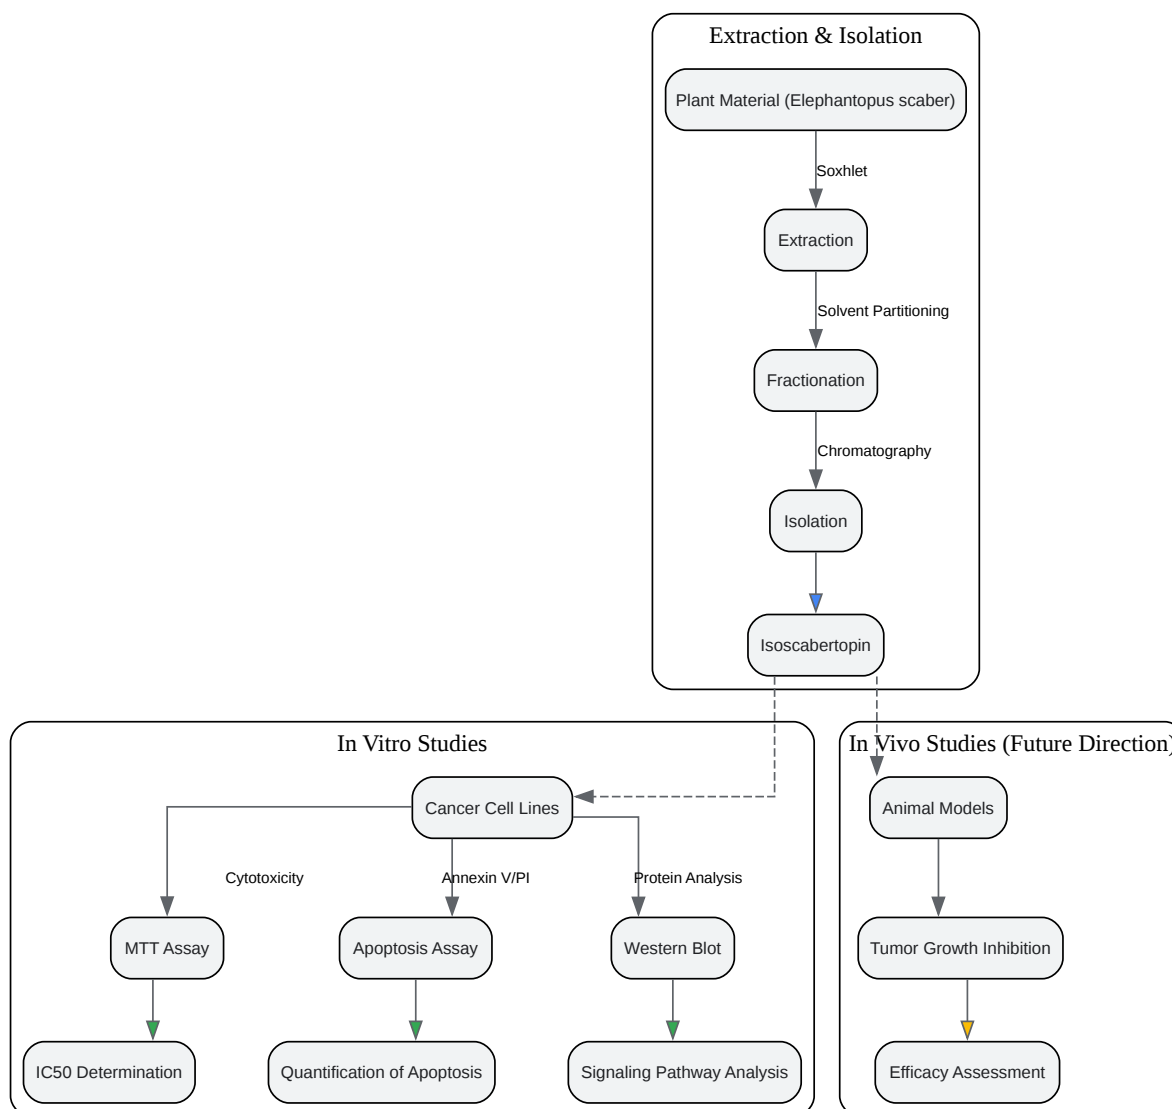 Extraction & Isolation
Plant Material (Elephantopus scaber)
Soxhlet
Extraction
Solvent Partitioning
Fractionation
Chromatography
Isolation
Isoscabertopin
In Vitro Studies
Cancer Cell Lines
Cytotoxicity
Annexin V/PI
Protein Analysis
MTT Assay
Apoptosis Assay
Western Blot
IC50 Determination
Quantification of Apoptosis
Signaling Pathway Analysis
In Vivo Studies (Future Direction)
Animal Models
Tumor Growth Inhibition
Efficacy Assessment